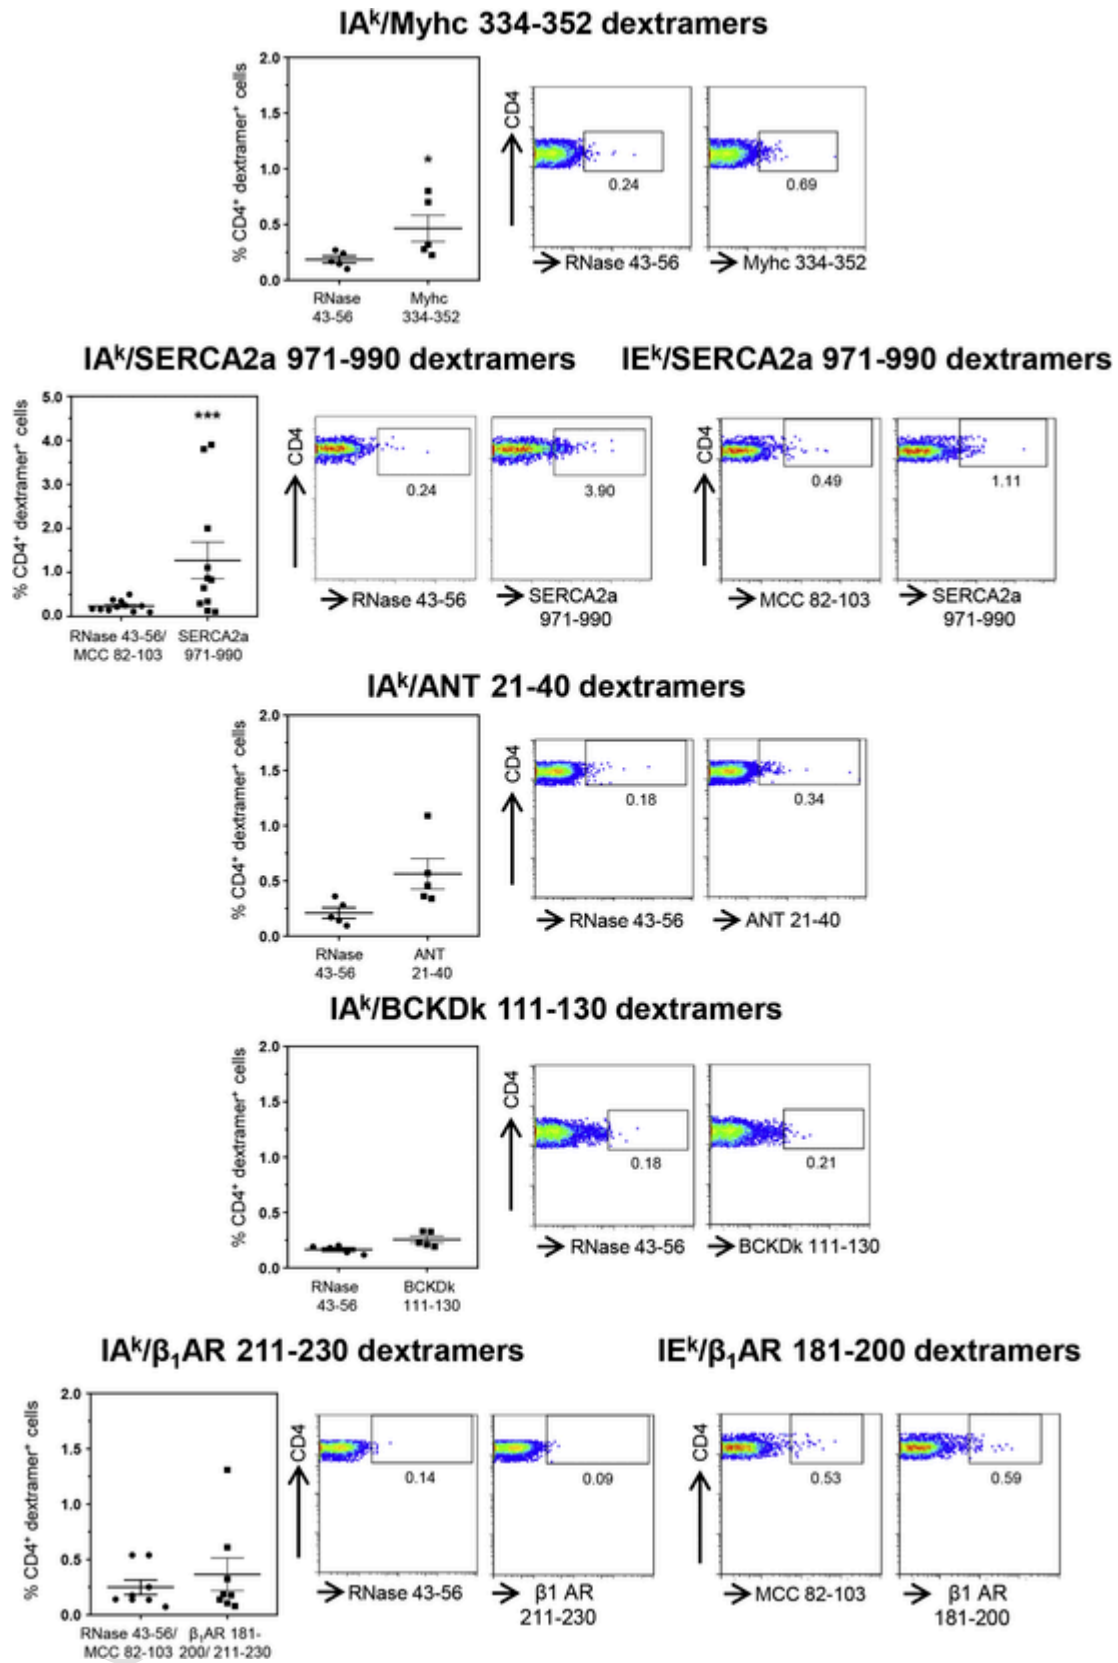 IAᵏ/Myhc 334-352 dextramers
% CD4⁺ dextramer⁺ cells
2.0
1.5
1.0
0.5
0.0
*
RNase
43-56
Myhc
334-352
CD4
0.24
RNase 43-56
0.69
Myhc 334-352
IAᵏ/SERCA2a 971-990 dextramers
IEᵏ/SERCA2a 971-990 dextramers
% CD4⁺ dextramer⁺ cells
5.0
4.0
3.0
2.0
1.0
0.0
***
RNase 43-56/
MCC 82-103
SERCA2a
971-990
CD4
0.24
RNase 43-56
3.90
SERCA2a
971-990
CD4
0.49
MCC 82-103
1.11
SERCA2a
971-990
IAᵏ/ANT 21-40 dextramers
% CD4⁺ dextramer⁺ cells
2.0
1.5
1.0
0.5
0.0
RNase
43-56
ANT
21-40
CD4
0.18
RNase 43-56
0.34
ANT 21-40
IAᵏ/BCKDk 111-130 dextramers
% CD4⁺ dextramer⁺ cells
2.0
1.5
1.0
0.5
0.0
RNase
43-56
BCKDk
111-130
CD4
0.18
RNase 43-56
0.21
BCKDk 111-130
IAᵏ/β₁AR 211-230 dextramers
IEᵏ/β₁AR 181-200 dextramers
% CD4⁺ dextramer⁺ cells
2.0
1.5
1.0
0.5
0.0
RNase 43-56/
MCC 82-103
β₁AR 181-
200/ 211-230
CD4
0.14
RNase 43-56
0.09
β1 AR
211-230
CD4
0.53
MCC 82-103
0.59
β1 AR
181-200